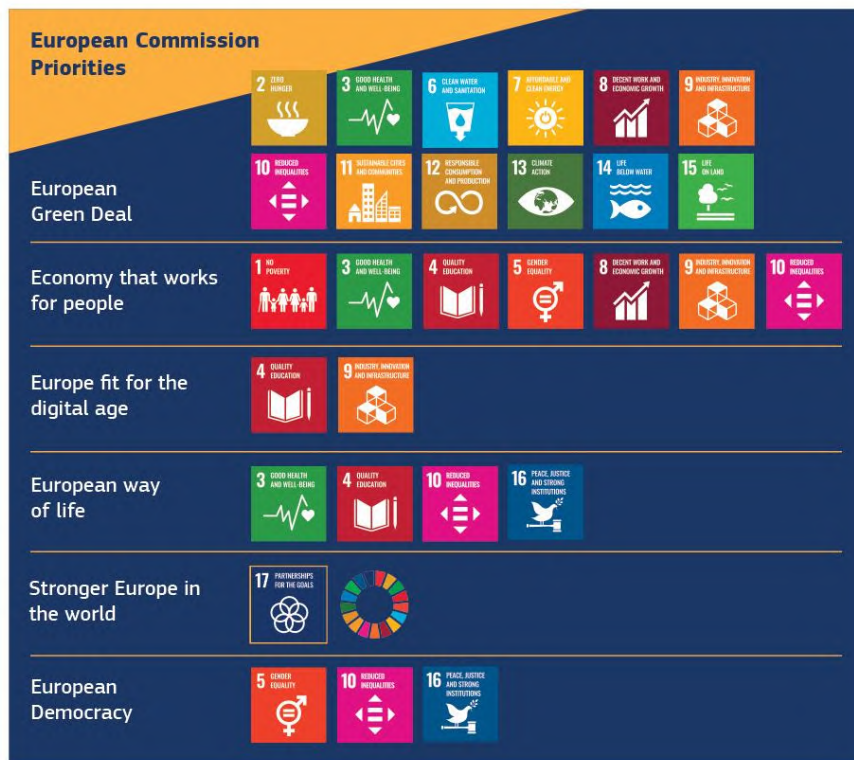 European Commission
Priorities
2 ZERO
HUNGER
3 GOOD HEALTH
AND WELL-BEING
6 CLEAN WATER
AND SANITATION
7 AFFORDABLE AND
CLEAN ENERGY
8 DECENT WORK AND
ECONOMIC GROWTH
9 INDUSTRY, INNOVATION
AND INFRASTRUCTURE
European
Green Deal
10 REDUCED
INEQUALITIES
11 SUSTAINABLE CITIES
AND COMMUNITIES
12 RESPONSIBLE
CONSUMPTION
AND PRODUCTION
13 CLIMATE
ACTION
14 LIFE
BELOW WATER
15 LIFE
ON LAND
Economy that works
for people
1 NO
POVERTY
3 GOOD HEALTH
AND WELL-BEING
4 QUALITY
EDUCATION
5 GENDER
EQUALITY
8 DECENT WORK AND
ECONOMIC GROWTH
9 INDUSTRY, INNOVATION
AND INFRASTRUCTURE
10 REDUCED
INEQUALITIES
Europe fit for the
digital age
4 QUALITY
EDUCATION
9 INDUSTRY, INNOVATION
AND INFRASTRUCTURE
European way
of life
3 GOOD HEALTH
AND WELL-BEING
4 QUALITY
EDUCATION
10 REDUCED
INEQUALITIES
16 PEACE, JUSTICE
AND STRONG
INSTITUTIONS
Stronger Europe in
the world
17 PARTNERSHIPS
FOR THE GOALS
European
Democracy
5 GENDER
EQUALITY
10 REDUCED
INEQUALITIES
16 PEACE, JUSTICE
AND STRONG
INSTITUTIONS